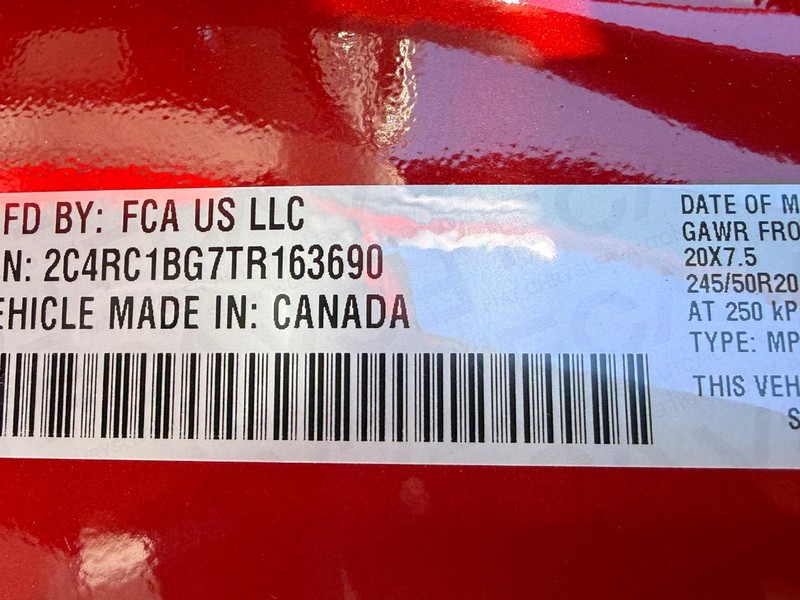 FD BY: FCA US LLC
N: 2C4RC1BG7TR163690
EHICLE MADE IN: CANADA
DATE OF M
GAWR FRO
20X7.5
245/50R20
AT 250 kP
TYPE: MP
THIS VEH
S